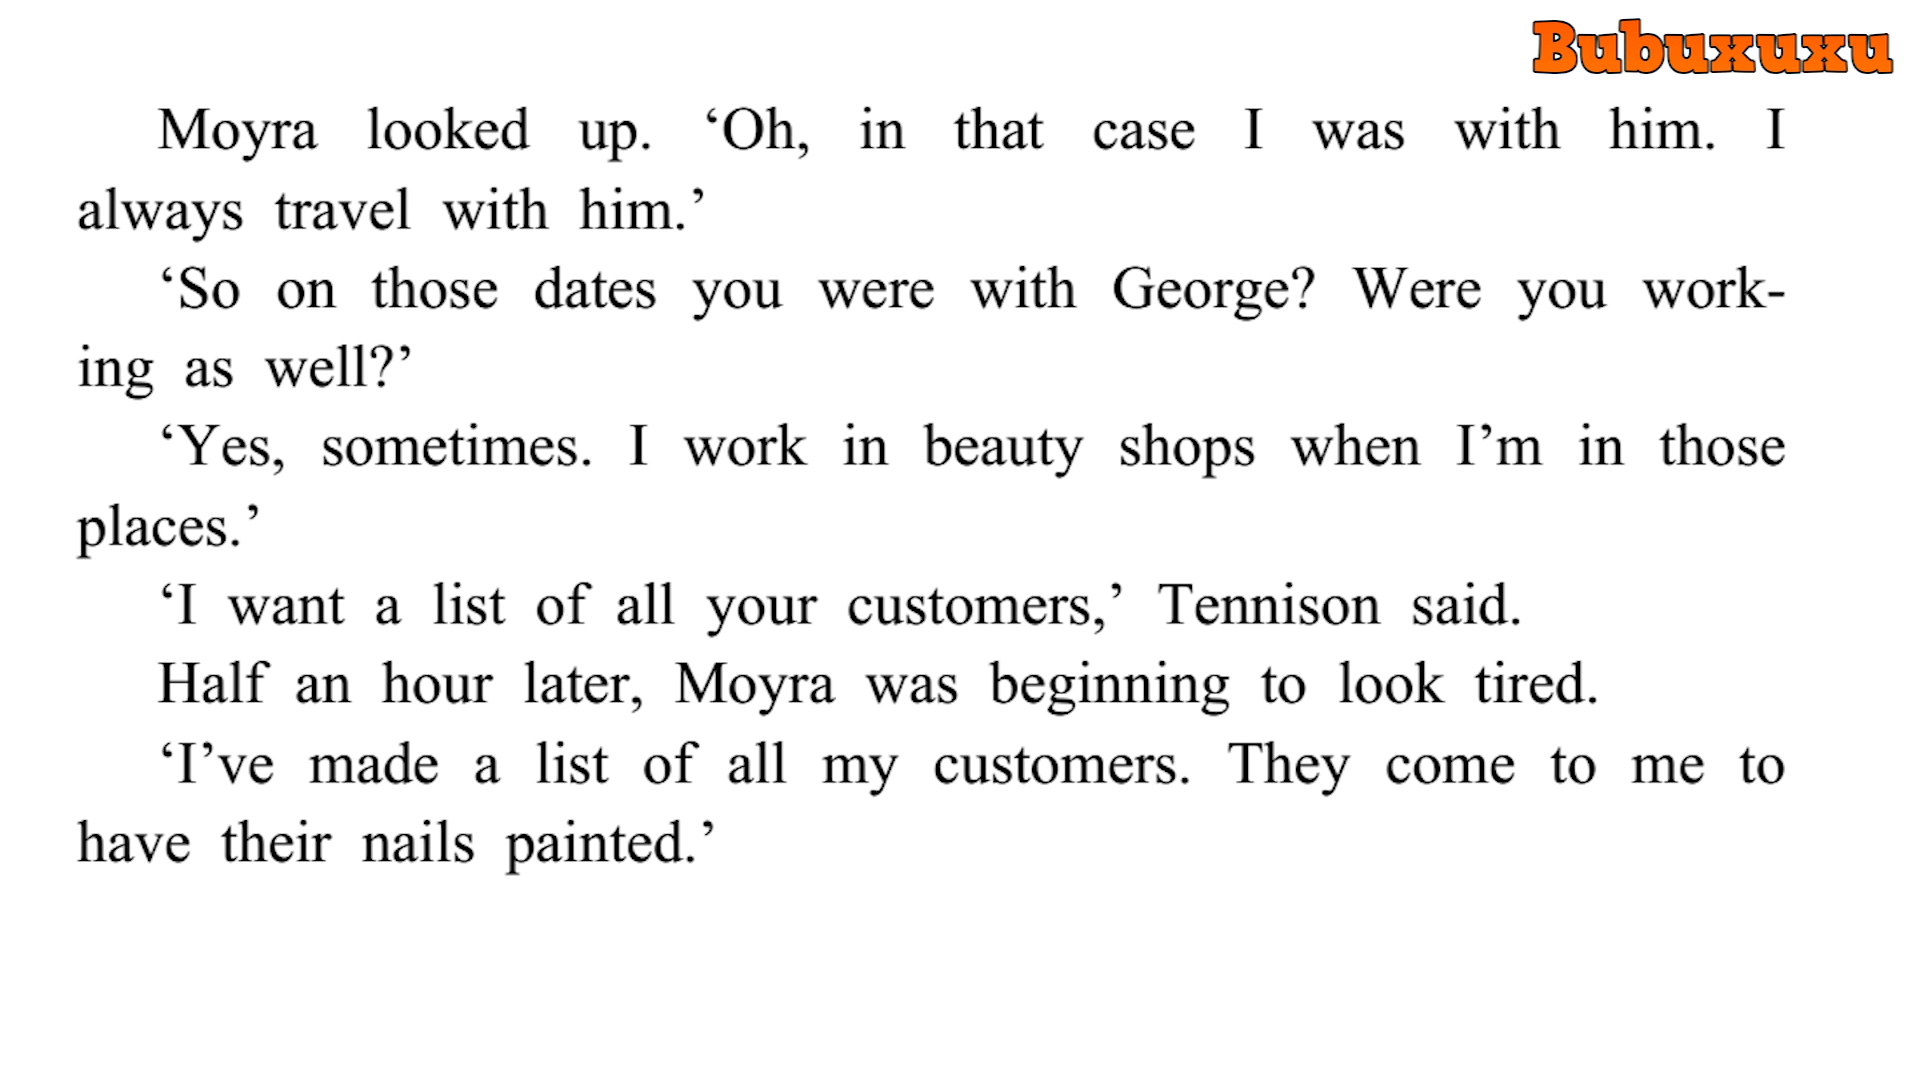 Bubuxuxu
Moyra looked up. ‘Oh, in that case I was with him. I
always travel with him.’
‘So on those dates you were with George? Were you work-
ing as well?’
‘Yes, sometimes. I work in beauty shops when I’m in those
places.’
‘I want a list of all your customers,’ Tennison said.
Half an hour later, Moyra was beginning to look tired.
‘I’ve made a list of all my customers. They come to me to
have their nails painted.’